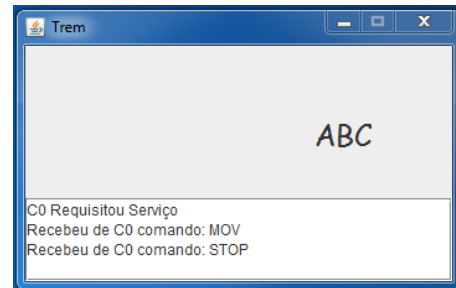 Trem
ABC
C0 Requisitou Serviço
Recebeu de C0 comando: MOV
Recebeu de C0 comando: STOP